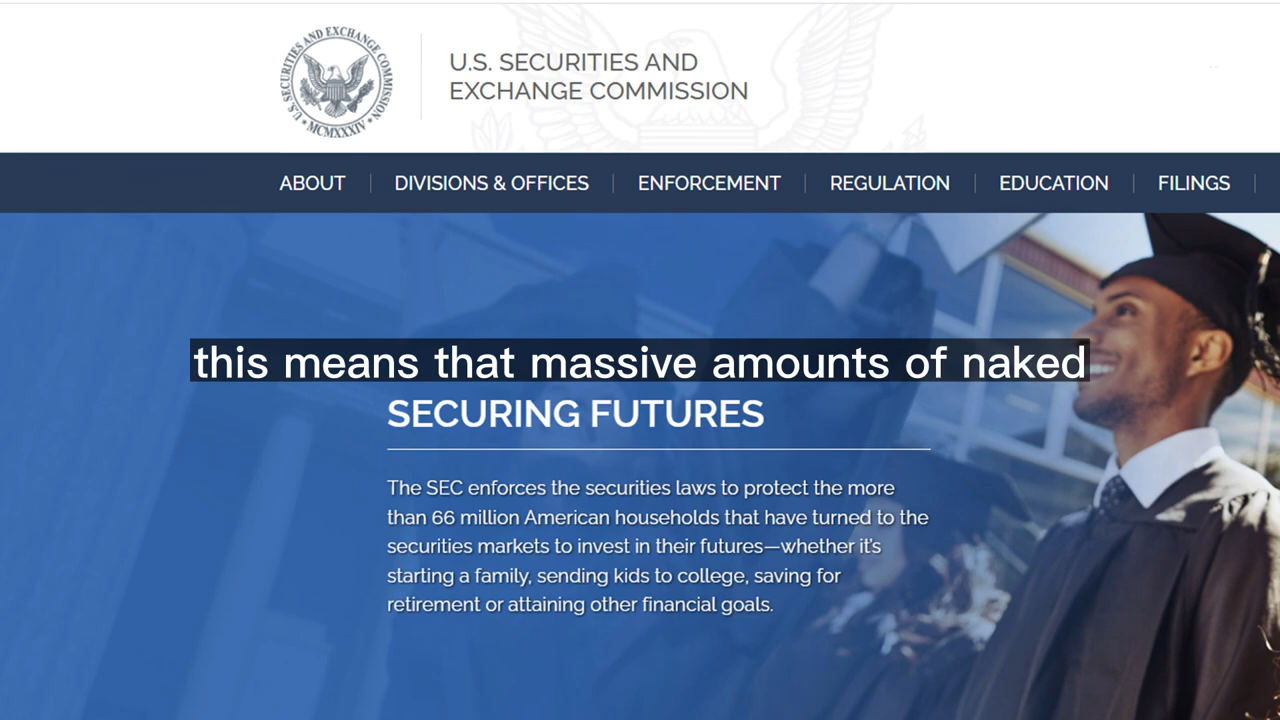 U.S. SECURITIES AND EXCHANGE COMMISSION
MCMXXXIV
U.S. SECURITIES AND
EXCHANGE COMMISSION
ABOUT DIVISIONS & OFFICES ENFORCEMENT REGULATION EDUCATION FILINGS
this means that massive amounts of naked
SECURING FUTURES
The SEC enforces the securities laws to protect the more
than 66 million American households that have turned to the
securities markets to invest in their futures—whether it's
starting a family, sending kids to college, saving for
retirement or attaining other financial goals.